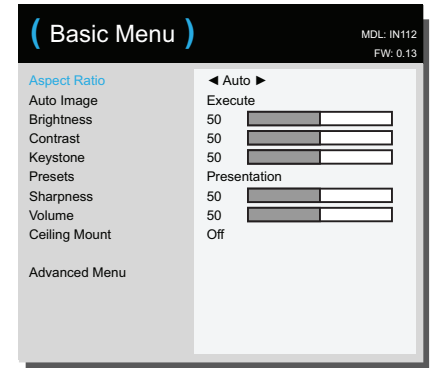 ( Basic Menu )
MDL: IN112
FW: 0.13
Aspect Ratio ◄ Auto ►
Auto Image Execute
Brightness 50
Contrast 50
Keystone 50
Presets Presentation
Sharpness 50
Volume 50
Ceiling Mount Off
Advanced Menu